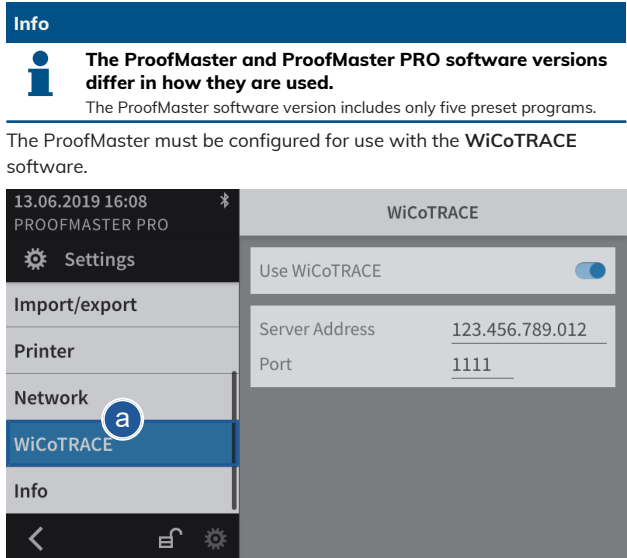 Info
The ProofMaster and ProofMaster PRO software versions
differ in how they are used.
The ProofMaster software version includes only five preset programs.
The ProofMaster must be configured for use with the WiCoTRACE
software.
13.06.2019 16:08
PROOFMASTER PRO
Settings
Import/export
Printer
Network
a
WiCoTRACE
Info
WiCoTRACE
Use WiCoTRACE
Server Address 123.456.789.012
Port 1111